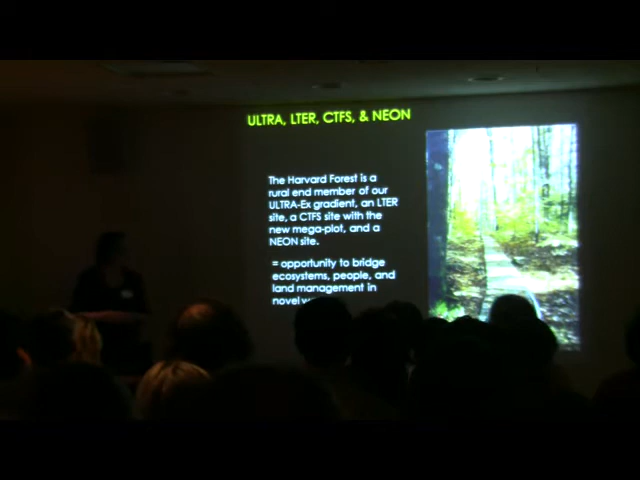 ULTRA, LTER, CTFS, & NEON
The Harvard Forest is a
rural end member of our
ULTRA-Ex gradient, an LTER
site, a CTFS site with the
new mega-plot, and a
NEON site.
= opportunity to bridge
ecosystems, people, and
land management in
novel